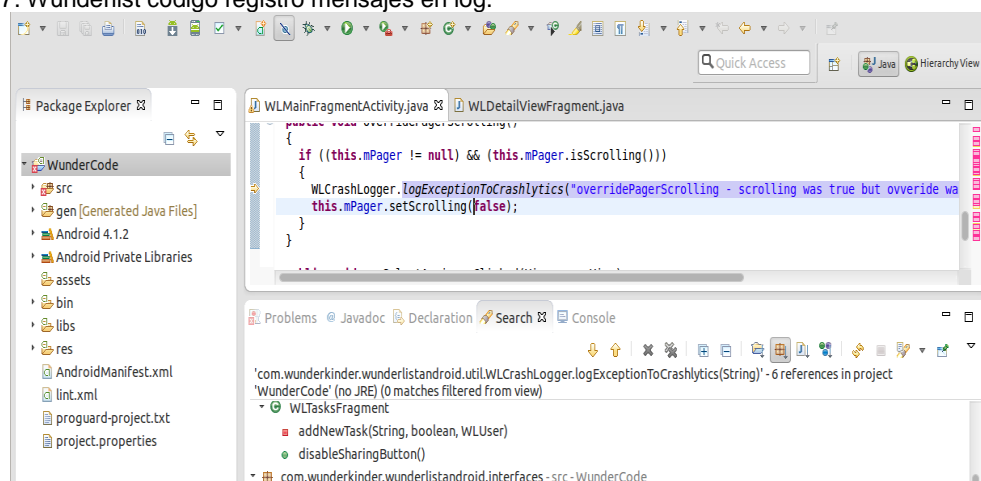 7. Wunderlist código registro mensajes en log.
Quick Access
Java
HierarchyView
Package Explorer
WunderCode
src
gen [Generated Java Files]
Android 4.1.2
Android Private Libraries
assets
bin
libs
res
AndroidManifest.xml
lint.xml
proguard-project.txt
project.properties
WLMainFragmentActivity.java
WLDetailViewFragment.java
public void overridePagerScrolling()
{
if ((this.mPager != null) && (this.mPager.isScrolling()))
{
WLCrashLogger.logExceptionToCrashlytics("overridePagerScrolling - scrolling was true but ovveride wa
this.mPager.setScrolling(false);
}
}
Problems
Javadoc
Declaration
Search
Console
'com.wunderkinder.wunderlistandroid.util.WLCrashLogger.logExceptionToCrashlytics(String)' - 6 references in project
'WunderCode' (no JRE) (0 matches filtered from view)
WLTasksFragment
addNewTask(String, boolean, WLUser)
disableSharingButton()
com.wunderkinder.wunderlistandroid.interfaces - src - WunderCode